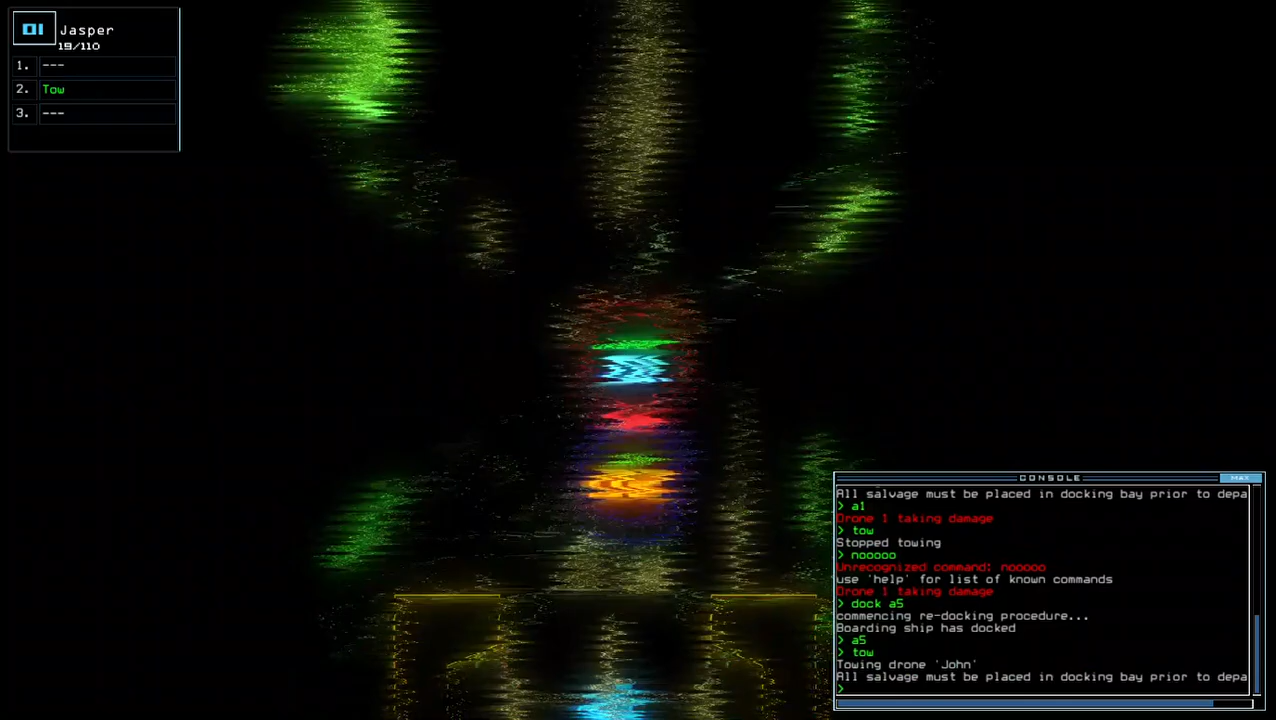 01 Jasper
19/110
1. ---
2. Tow
3. ---
CONSOLE
MAX
All salvage must be placed in docking bay prior to depa
> a1
Drone 1 taking damage
> tow
Stopped towing
> nooooo
Unrecognized command: nooooo
use 'help' for list of known commands
Drone 1 taking damage
> dock a5
commencing re-docking procedure...
Boarding ship has docked
> a5
> tow
Towing drone 'John'
All salvage must be placed in docking bay prior to depa
>